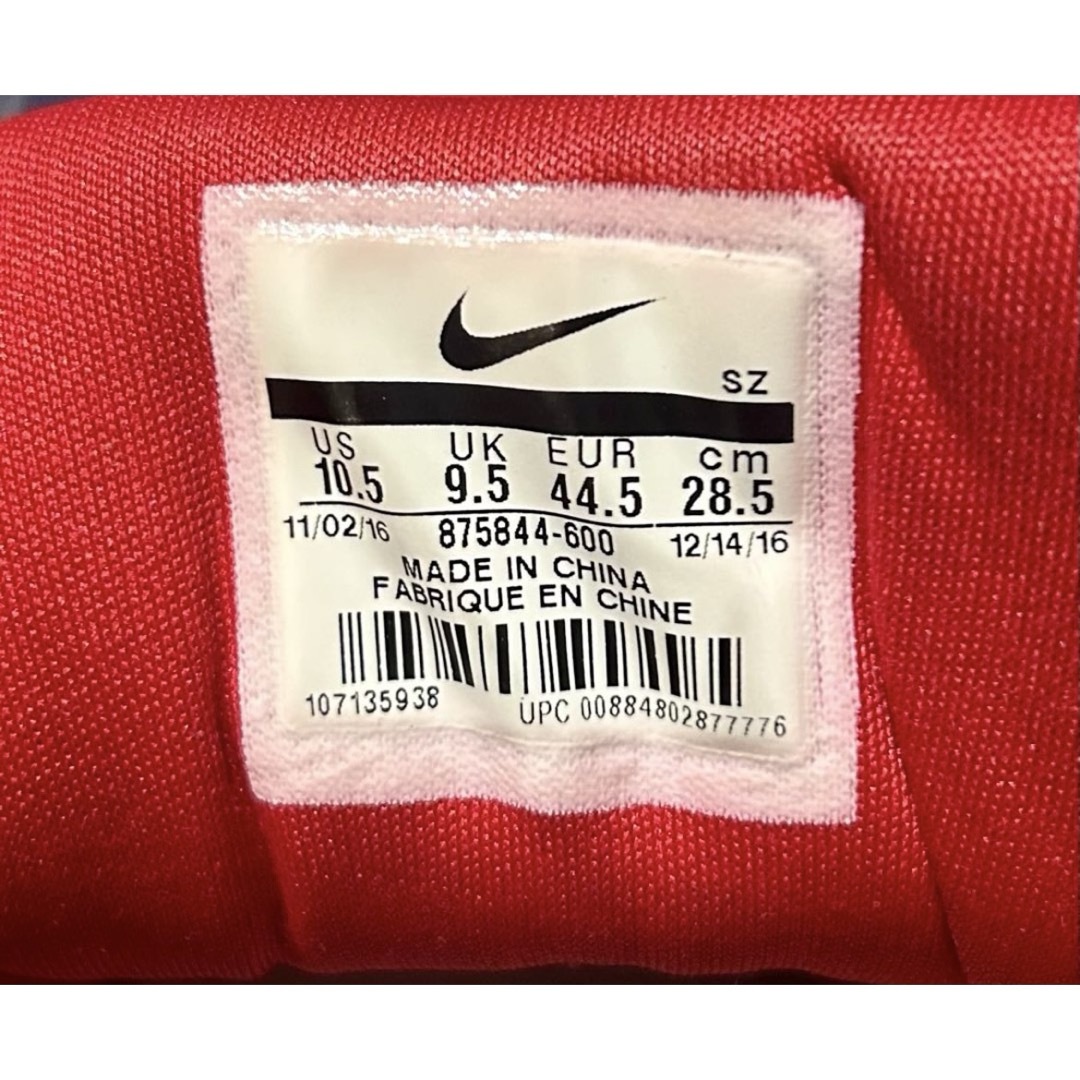 SZ
US UK EUR cm
10.5 9.5 44.5 28.5
11/02/16 875844-600 12/14/16
MADE IN CHINA
FABRIQUE EN CHINE
107135938 UPC 00884802877776